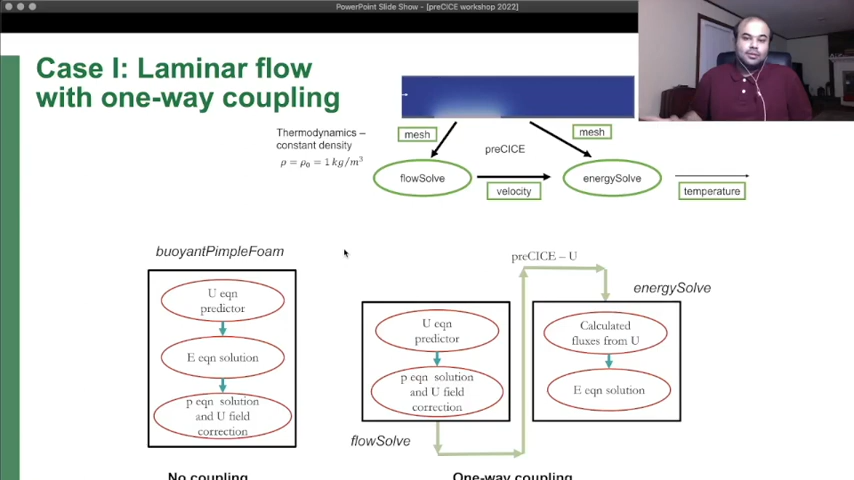 PowerPoint Slide Show - [preCICE workshop 2022]
Case I: Laminar flow
with one-way coupling
Thermodynamics –
constant density
ρ = ρ₀ = 1 kg/m³
mesh
mesh
preCICE
flowSolve
energySolve
velocity
temperature
buoyantPimpleFoam
U eqn
predictor
E eqn solution
p eqn solution
and U field
correction
No coupling
preCICE – U
U eqn
predictor
p eqn solution
and U field
correction
flowSolve
energySolve
Calculated
fluxes from U
E eqn solution
One-way coupling